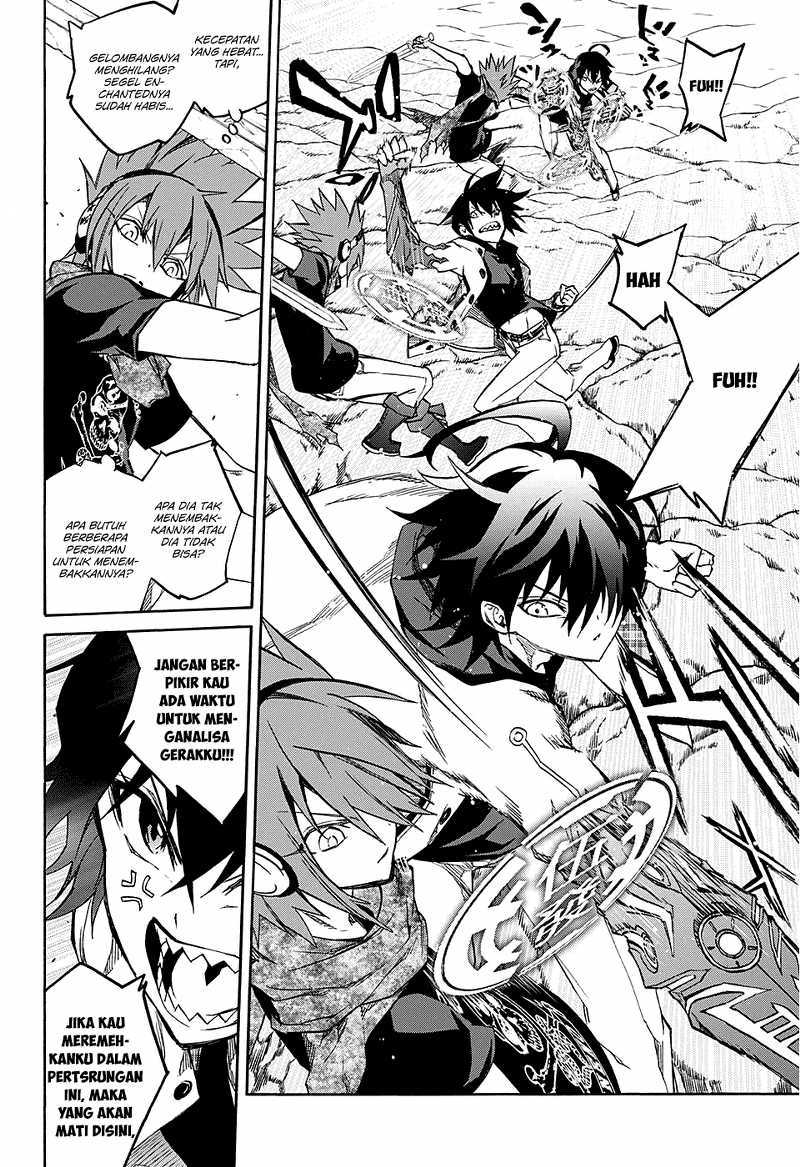 FUH!!
HAH
FUH!!
KECEPATAN
YANG HEBAT...
TAPI,
GELOMBANGNYA
MENGHILANG?
SEGEL EN-
CHANTEDNYA
SUDAH HABIS...
APA DIA TAK
MENEMBAK-
KANNYA ATAU
DIA TIDAK
BISA?
APA BUTUH
BERBERAPA
PERSIAPAN
UNTUK MENEM-
BAKKANNYA?
JANGAN BER-
PIKIR KAU
ADA WAKTU
UNTUK MEN-
GANALISA
GERAKKU!!!
JIKA KAU
MEREMEH-
KANKU DALAM
PERTSRUNGAN
INI, MAKA
YANG AKAN
MATI DISINI,